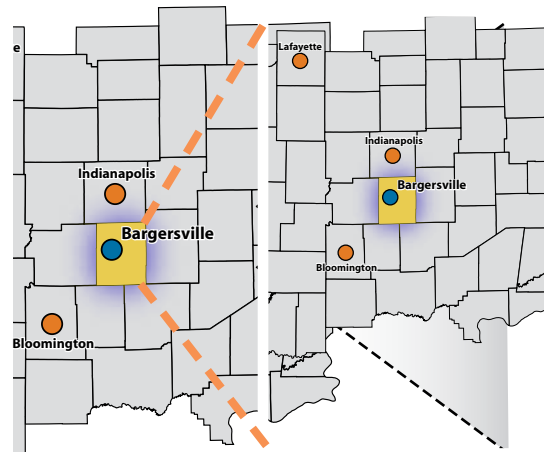 e
Indianapolis
Bargersville
Bloomington
Lafayette
Indianapolis
Bargersville
Bloomington